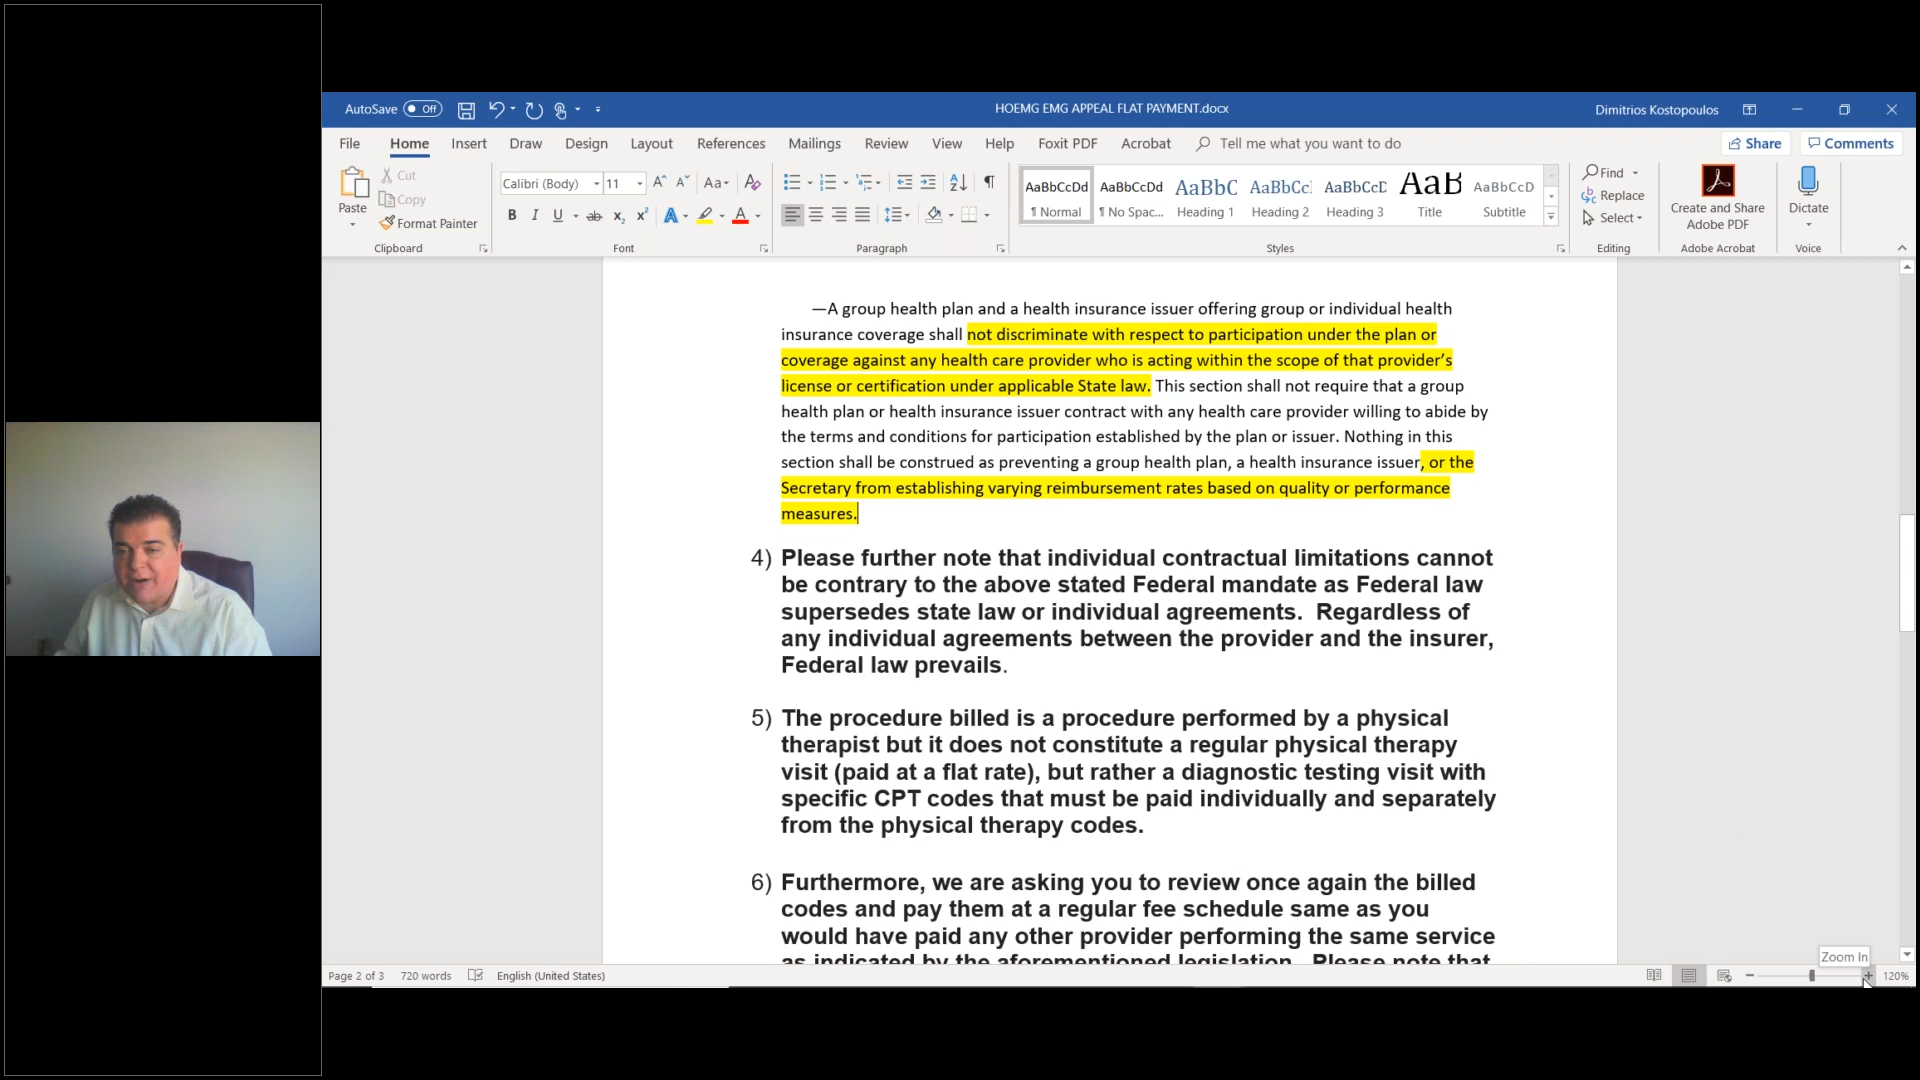 AutoSave Off
HOEMG EMG APPEAL FLAT PAYMENT.docx
Dimitrios Kostopoulos
File Home Insert Draw Design Layout References Mailings Review View Help Foxit PDF Acrobat Tell me what you want to do
Share Comments
Paste
Cut
Copy
Format Painter
Clipboard
Calibri (Body) 11
Font
Paragraph
AaBbCcDd AaBbCcDd AaBbC AaBbCc AaBbCcD AaB AaBbCcD
¶ Normal ¶ No Spac... Heading 1 Heading 2 Heading 3 Title Subtitle
Styles
Find
Replace
Select
Editing
Create and Share
Adobe PDF
Adobe Acrobat
Dictate
Voice
—A group health plan and a health insurance issuer offering group or individual health
insurance coverage shall not discriminate with respect to participation under the plan or
coverage against any health care provider who is acting within the scope of that provider’s
license or certification under applicable State law. This section shall not require that a group
health plan or health insurance issuer contract with any health care provider willing to abide by
the terms and conditions for participation established by the plan or issuer. Nothing in this
section shall be construed as preventing a group health plan, a health insurance issuer, or the
Secretary from establishing varying reimbursement rates based on quality or performance
measures.
4) Please further note that individual contractual limitations cannot
be contrary to the above stated Federal mandate as Federal law
supersedes state law or individual agreements. Regardless of
any individual agreements between the provider and the insurer,
Federal law prevails.
5) The procedure billed is a procedure performed by a physical
therapist but it does not constitute a regular physical therapy
visit (paid at a flat rate), but rather a diagnostic testing visit with
specific CPT codes that must be paid individually and separately
from the physical therapy codes.
6) Furthermore, we are asking you to review once again the billed
codes and pay them at a regular fee schedule same as you
would have paid any other provider performing the same service
as indicated by the aforementioned legislation. Please note that
Zoom In
Page 2 of 3 720 words English (United States) 120%